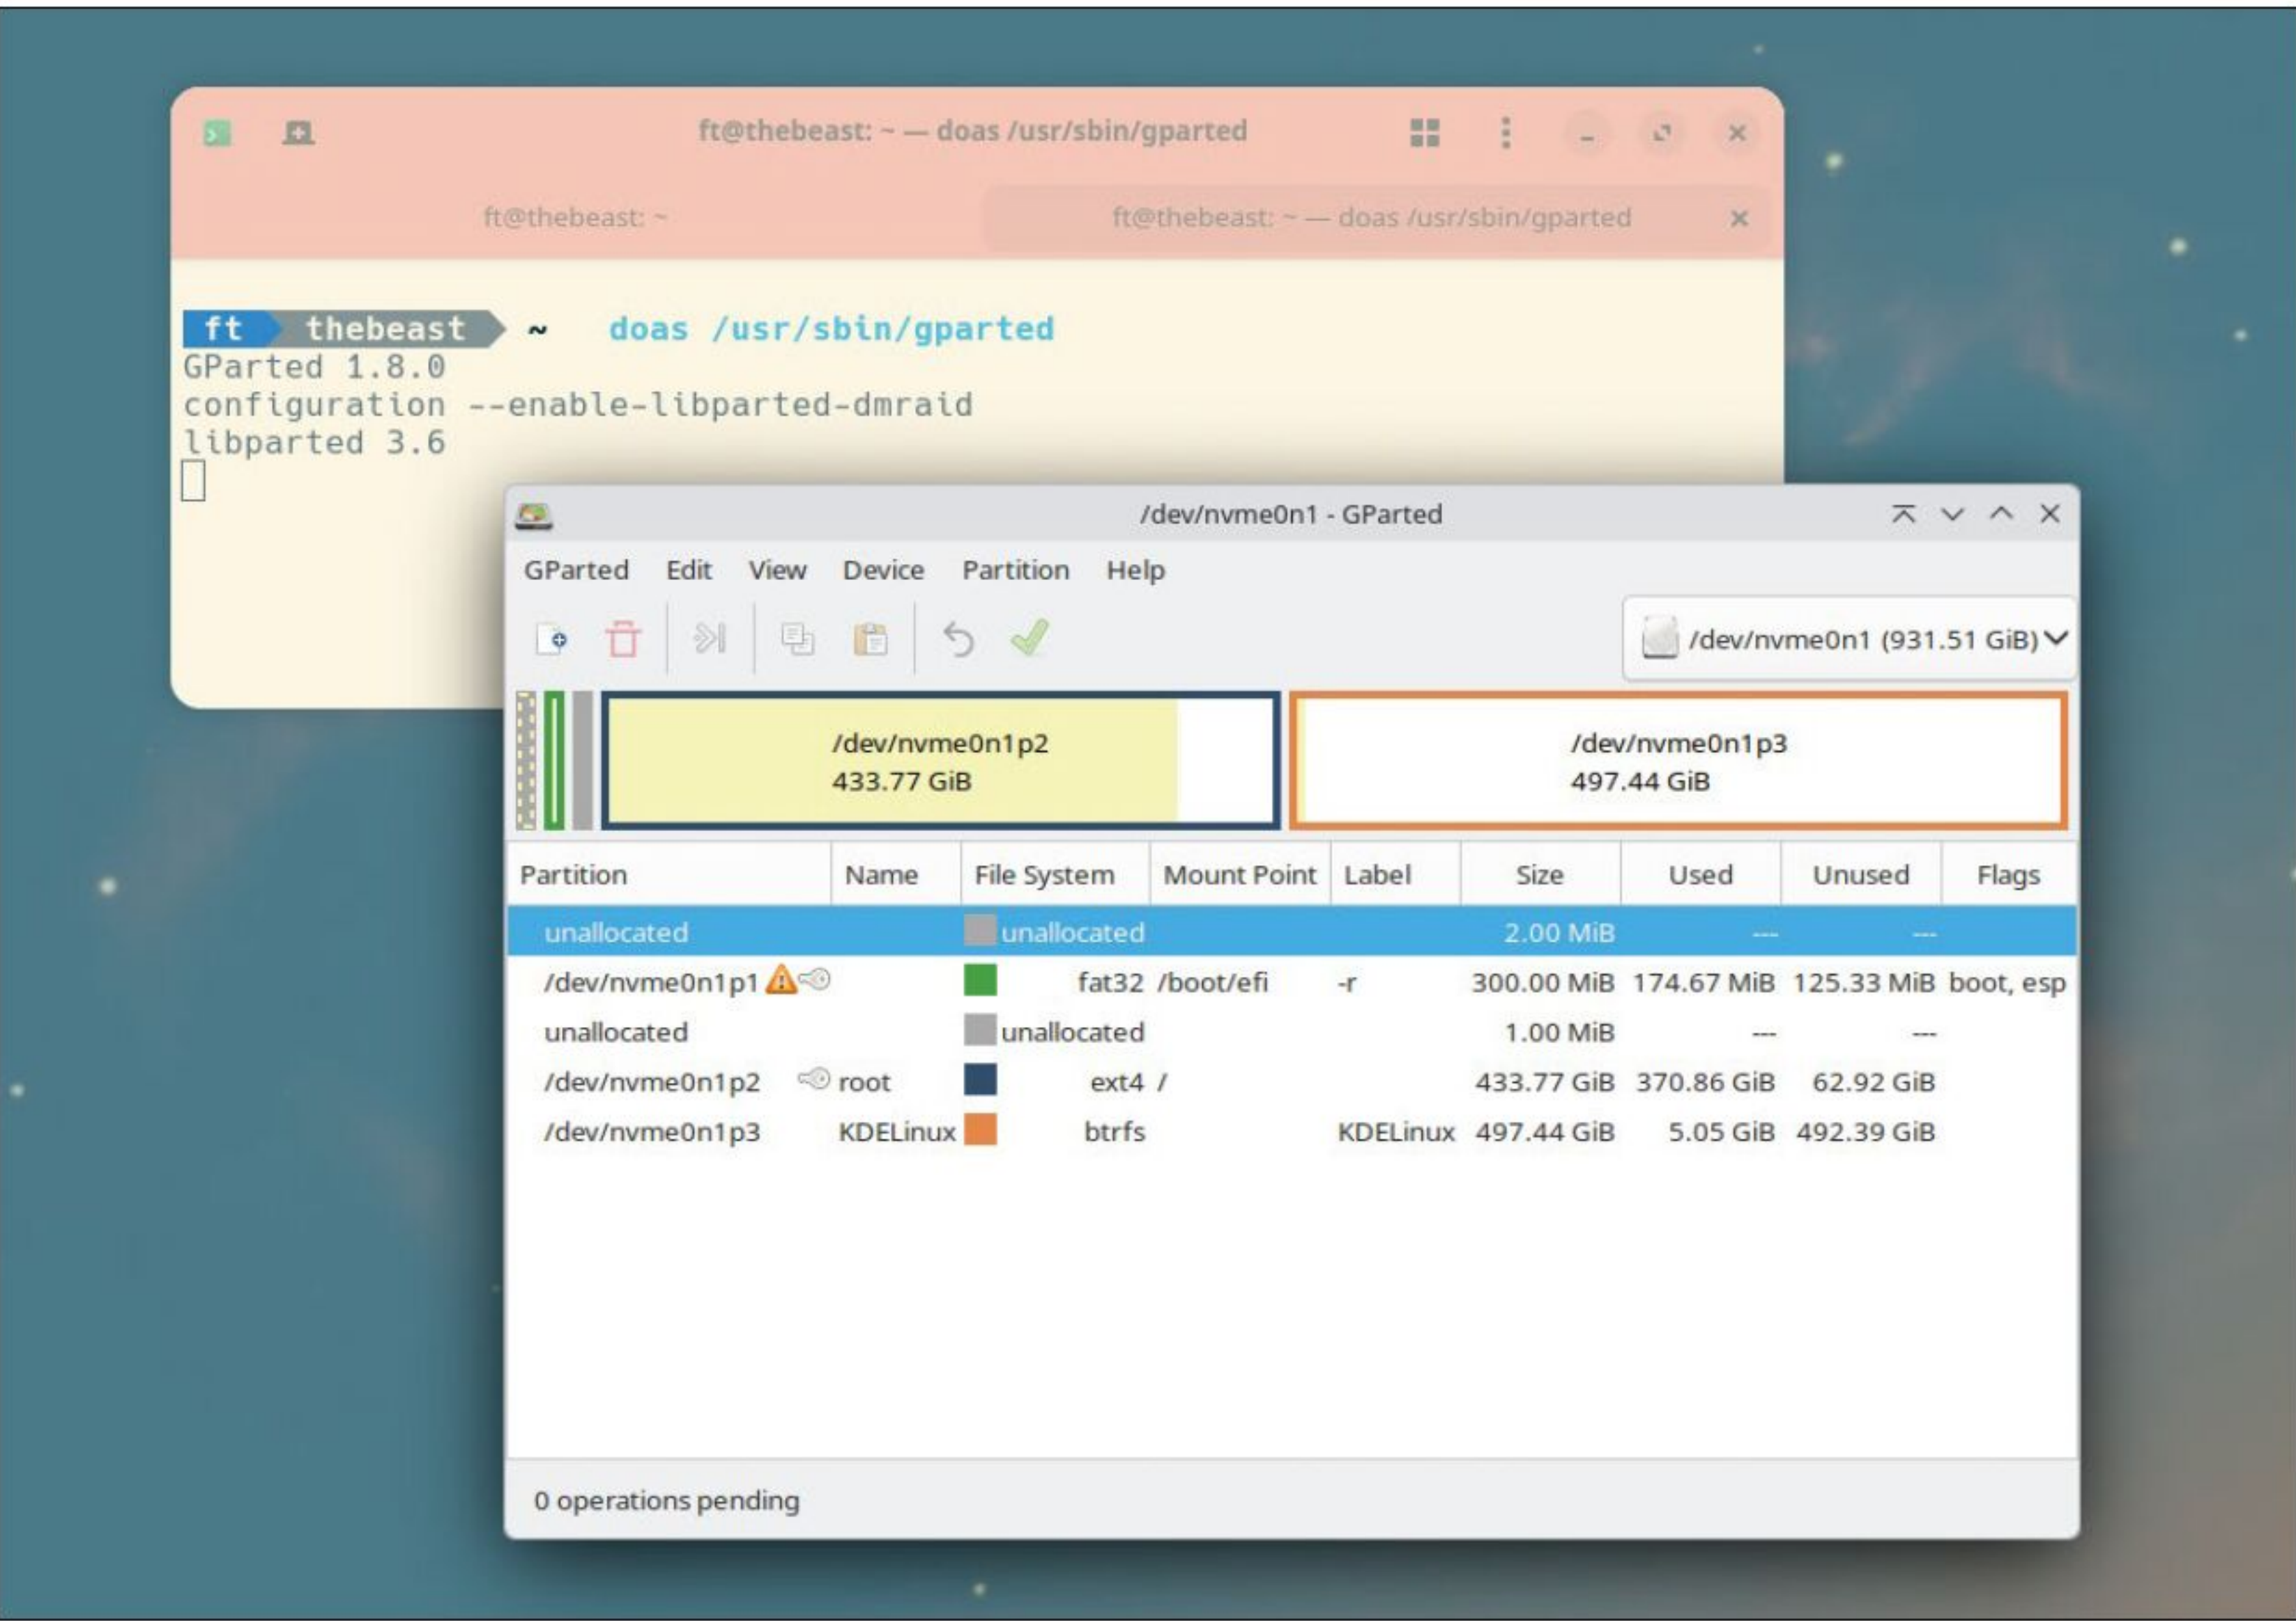 ft@thebeast: ~ — doas /usr/sbin/gparted
ft@thebeast: ~ ft@thebeast: ~ — doas /usr/sbin/gparted
ft thebeast ~ doas /usr/sbin/gparted
GParted 1.8.0
configuration --enable-libparted-dmraid
libparted 3.6
/dev/nvme0n1 - GParted
GParted Edit View Device Partition Help
/dev/nvme0n1 (931.51 GiB)
/dev/nvme0n1p2 /dev/nvme0n1p3
433.77 GiB 497.44 GiB
Partition Name File System Mount Point Label Size Used Unused Flags
unallocated unallocated 2.00 MiB --- ---
/dev/nvme0n1p1 fat32 /boot/efi -r 300.00 MiB 174.67 MiB 125.33 MiB boot, esp
unallocated unallocated 1.00 MiB --- ---
/dev/nvme0n1p2 root ext4 / 433.77 GiB 370.86 GiB 62.92 GiB
/dev/nvme0n1p3 KDELinux btrfs KDELinux 497.44 GiB 5.05 GiB 492.39 GiB
0 operations pending